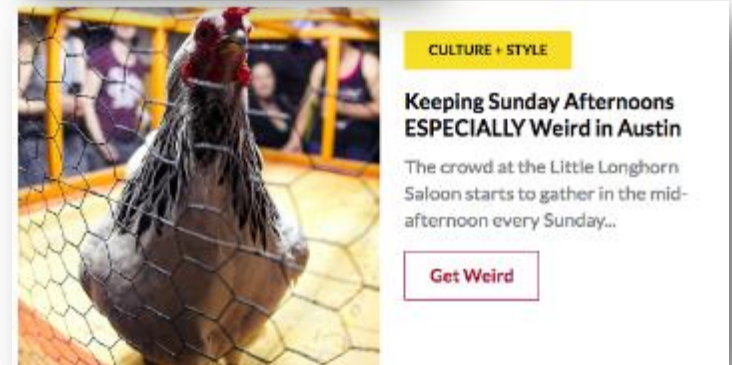 CULTURE + STYLE
Keeping Sunday Afternoons
ESPECIALLY Weird in Austin
The crowd at the Little Longhorn
Saloon starts to gather in the mid-
afternoon every Sunday...
Get Weird